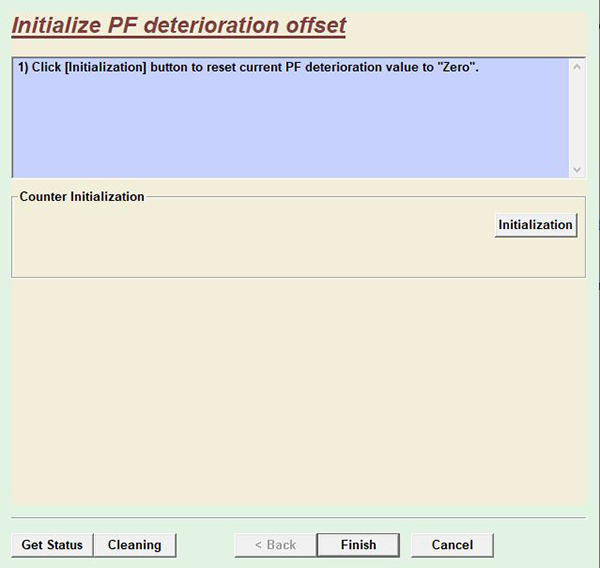 Initialize PF deterioration offset
1) Click [Initialization] button to reset current PF deterioration value to "Zero".
Counter Initialization
Initialization
Get Status Cleaning < Back Finish Cancel